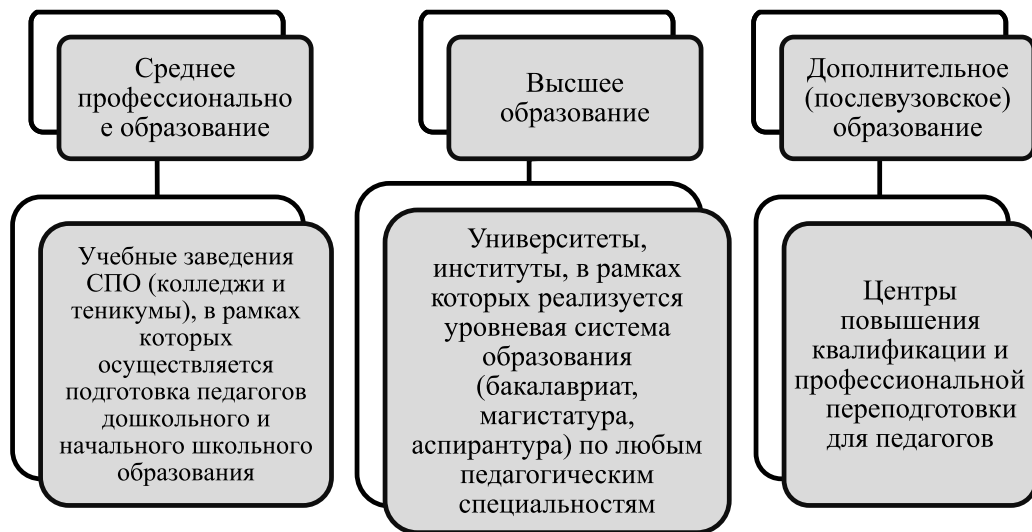 Среднее
профессионально
е образование
Учебные заведения
СПО (колледжи и
теникумы), в рамках
которых
осуществляется
подготовка педагогов
дошкольного и
начального школьного
образования
Высшее
образование
Университеты,
институты, в рамках
которых реализуется
уровневая система
образования
(бакалавриат,
магистатура,
аспирантура) по любым
педагогическим
специальностям
Дополнительное
(послевузовское)
образование
Центры
повышения
квалификации и
профессиональной
переподготовки
для педагогов